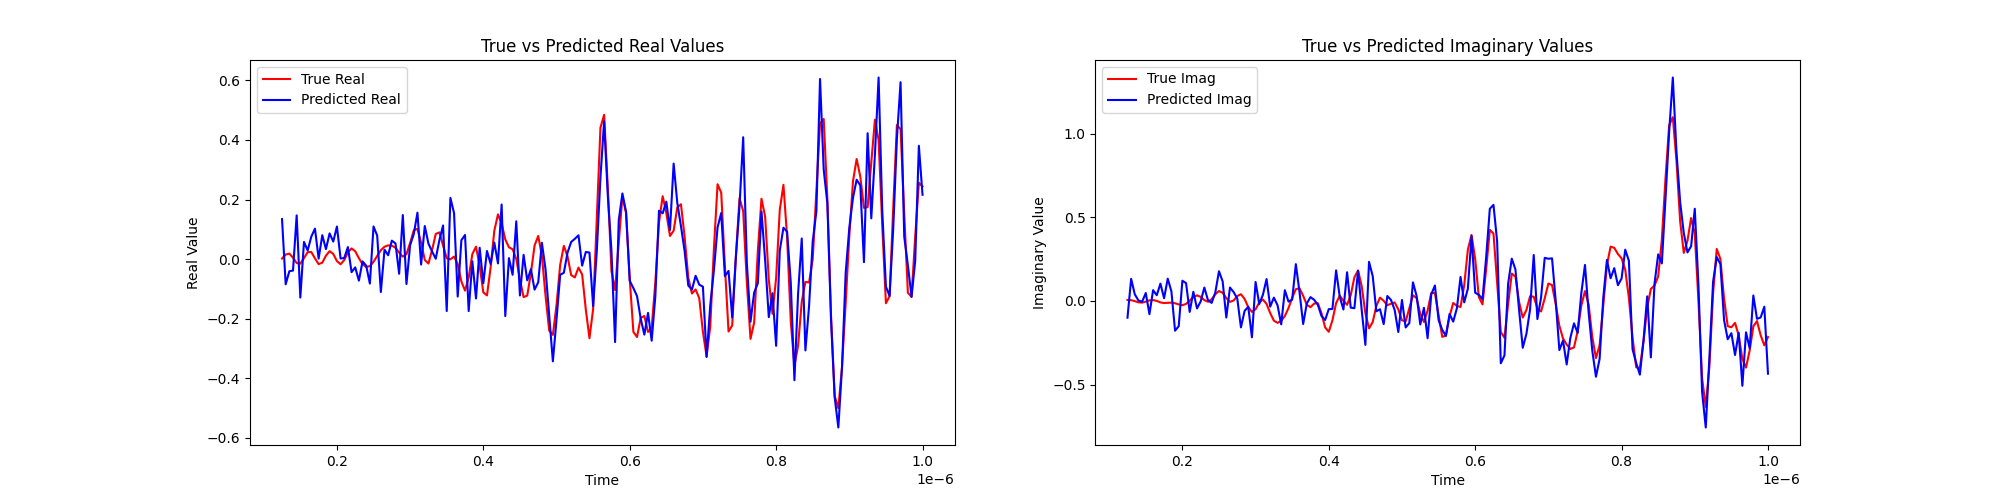 True vs Predicted Real Values
True Real
Predicted Real
Real Value
0.6
0.4
0.2
0.0
−0.2
−0.4
−0.6
0.2 0.4 0.6 0.8 1.0
1e−6
Time
True vs Predicted Imaginary Values
True Imag
Predicted Imag
Imaginary Value
1.0
0.5
0.0
−0.5
0.2 0.4 0.6 0.8 1.0
1e−6
Time